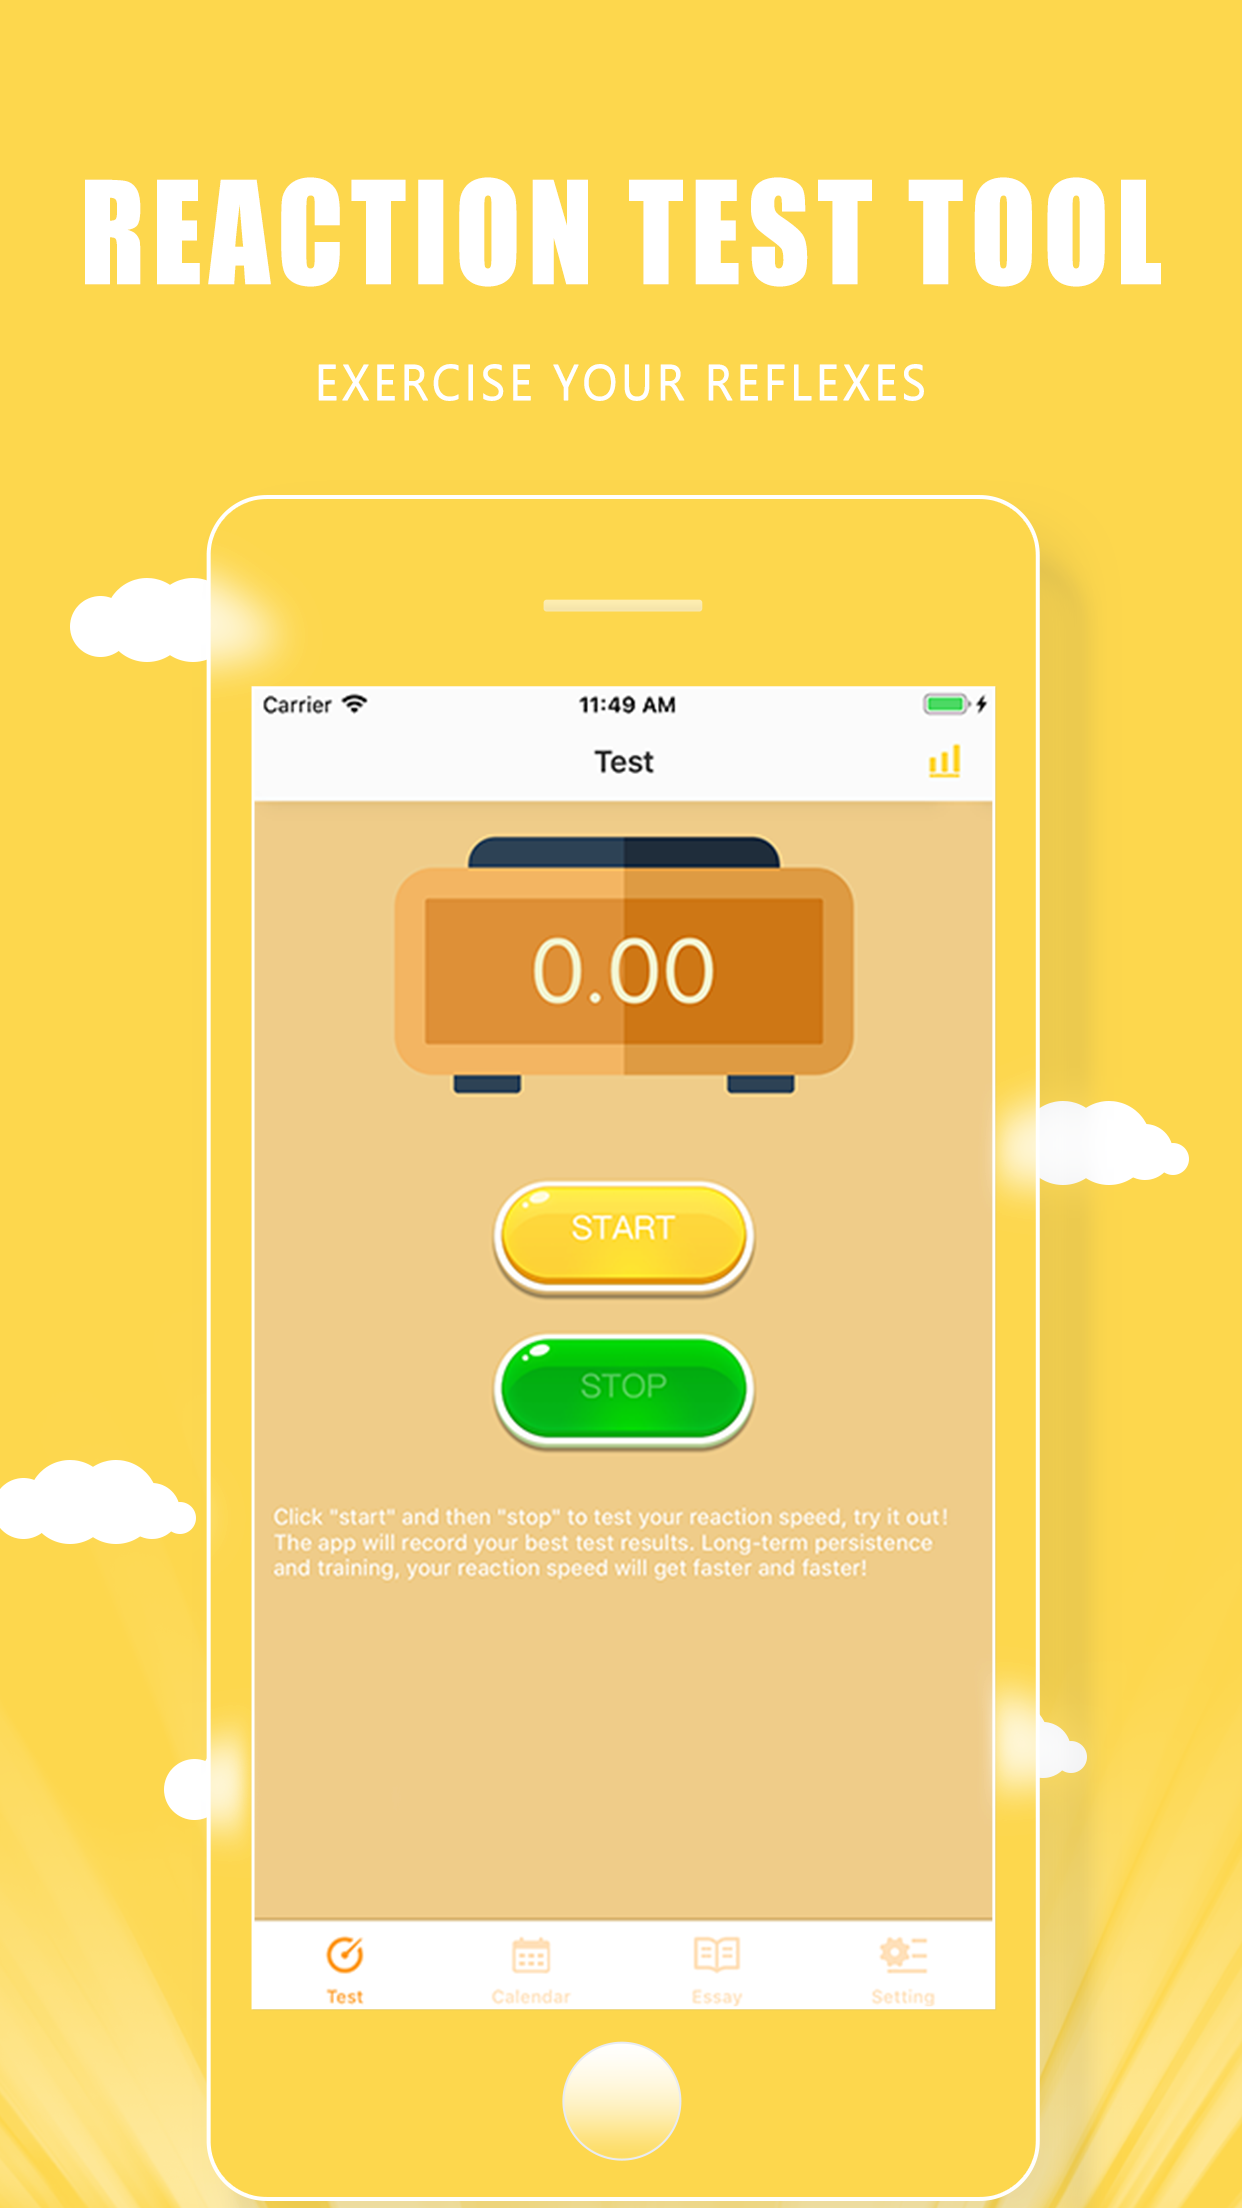 REACTION TEST TOOL
EXERCISE YOUR REFLEXES
Carrier 11:49 AM
Test
0.00
START
STOP
Click "start" and then "stop" to test your reaction speed, try it out!
The app will record your best test results. Long-term persistence
and training, your reaction speed will get faster and faster!
Test Calendar Essay Setting